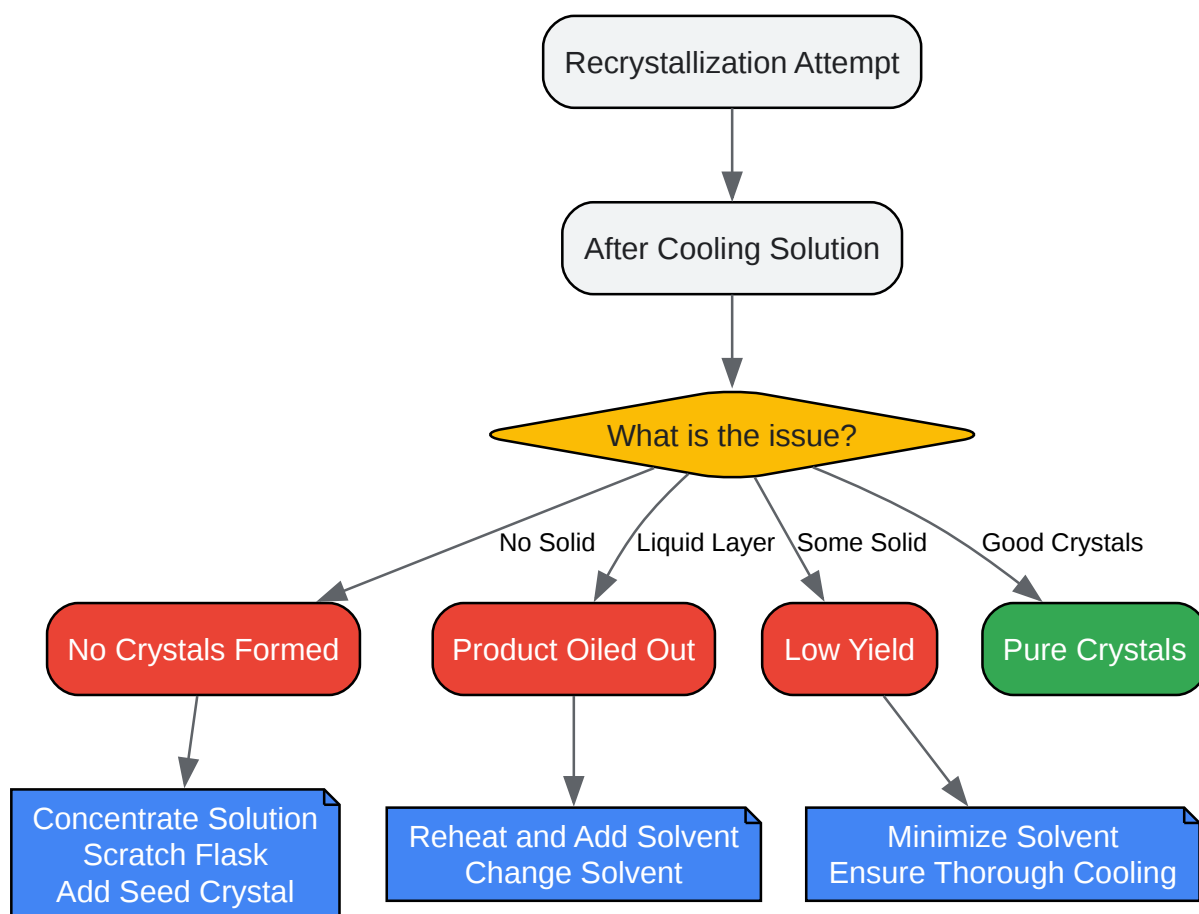 Recrystallization Attempt
After Cooling Solution
What is the issue?
No Solid
Liquid Layer
Some Solid
Good Crystals
No Crystals Formed
Product Oiled Out
Low Yield
Pure Crystals
Concentrate Solution
Scratch Flask
Add Seed Crystal
Reheat and Add Solvent
Change Solvent
Minimize Solvent
Ensure Thorough Cooling